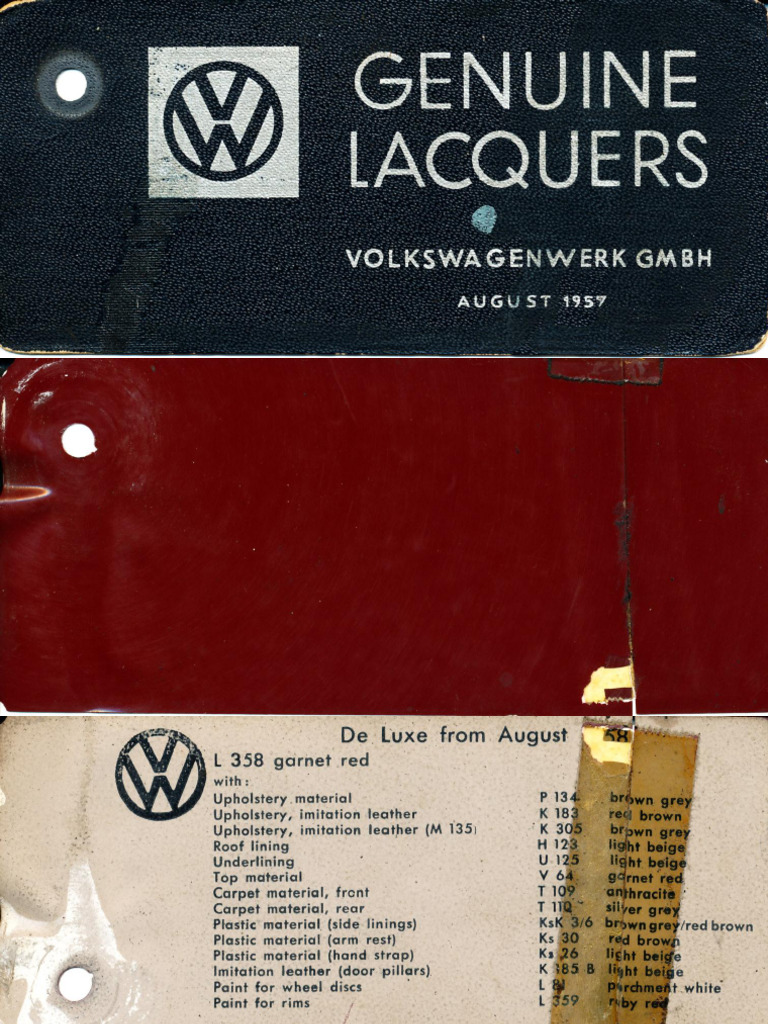 GENUINE
LACQUERS
VOLKSWAGENWERK GMBH
AUGUST 1957
De Luxe from August 58
L 358 garnet red
with:
Upholstery material P 134 brown grey
Upholstery, imitation leather K 183 red brown
Upholstery, imitation leather (M 135) K 305 brown grey
Roof lining H 123 light beige
Underlining U 125 light beige
Top material V 64 garnet red
Carpet material, front T 109 anthracite
Carpet material, rear T 110 silver grey
Plastic material (side linings) KsK 3/6 brown grey/red brown
Plastic material (arm rest) Ks 30 red brown
Plastic material (hand strap) Ks 26 light beige
Imitation leather (door pillars) K 185 B light beige
Paint for wheel discs L 81 parchment white
Paint for rims L 359 ruby red